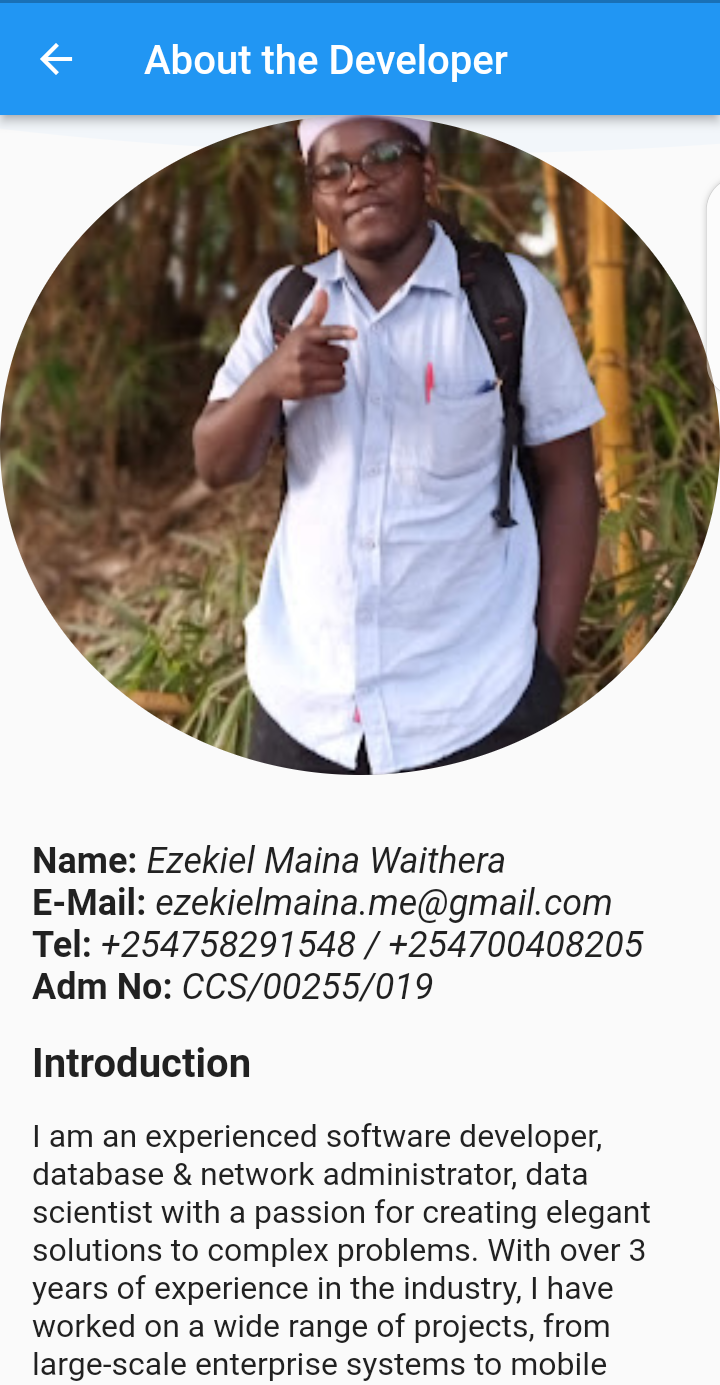 About the Developer
Name: Ezekiel Maina Waithera
E-Mail: ezekielmaina.me@gmail.com
Tel: +254758291548 / +254700408205
Adm No: CCS/00255/019
Introduction
I am an experienced software developer,
database & network administrator, data
scientist with a passion for creating elegant
solutions to complex problems. With over 3
years of experience in the industry, I have
worked on a wide range of projects, from
large-scale enterprise systems to mobile